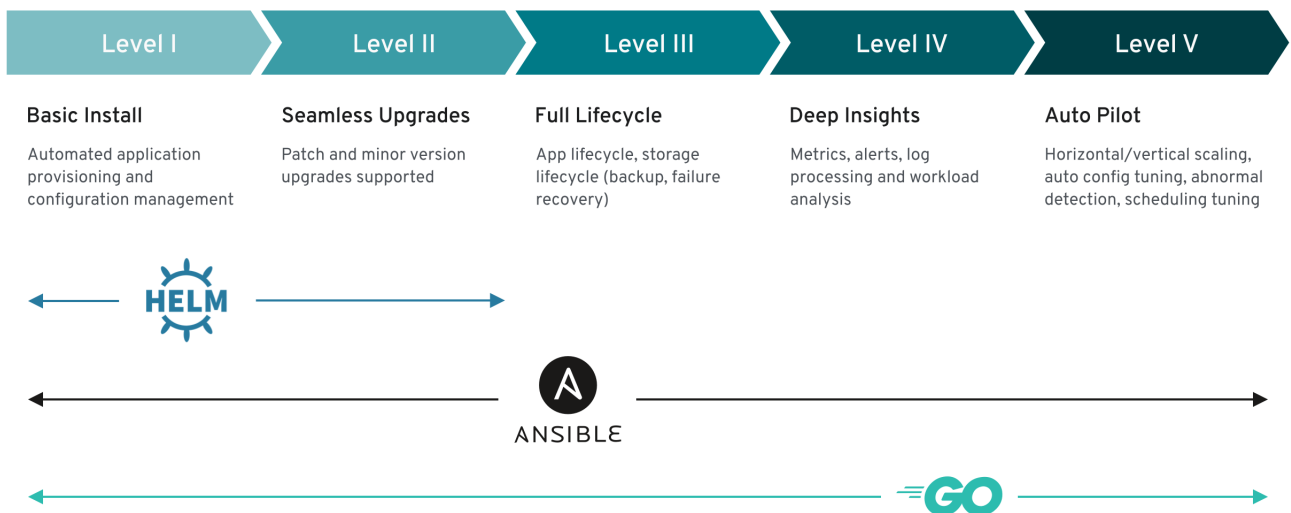 Level I
Level II
Level III
Level IV
Level V
Basic Install
Automated application
provisioning and
configuration management
Seamless Upgrades
Patch and minor version
upgrades supported
Full Lifecycle
App lifecycle, storage
lifecycle (backup, failure
recovery)
Deep Insights
Metrics, alerts, log
processing and workload
analysis
Auto Pilot
Horizontal/vertical scaling,
auto config tuning, abnormal
detection, scheduling tuning
HELM
ANSIBLE
GO